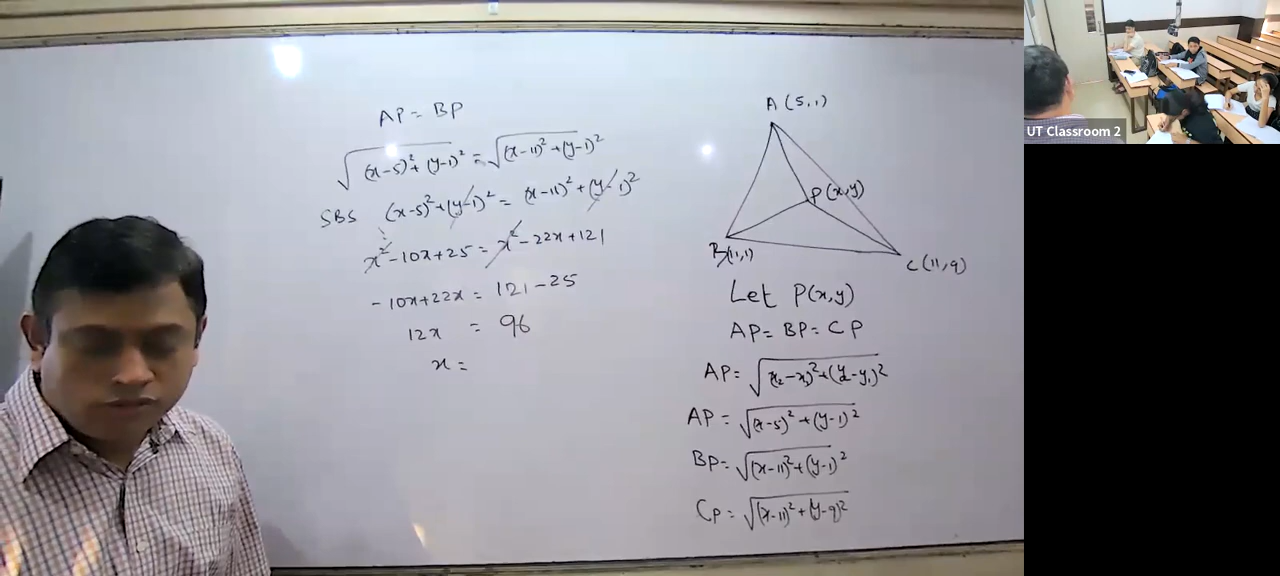 AP = BP
√(x-5)²+(y-1)² = √(x-11)²+(y-1)²
SBS (x-5)²+(y-1)² = (x-11)²+(y-1)²
x²-10x+25 = x²-22x+121
-10x+22x = 121-25
12x = 96
x =
A (5,1)
P(x,y)
B(11,1)
C (11,9)
Let P(x,y)
AP = BP = CP
AP = √(x₂-x₁)²+(y₂-y₁)²
AP = √(x-5)²+(y-1)²
BP = √(x-11)²+(y-1)²
CP = √(x-11)²+(y-9)²
UT Classroom 2